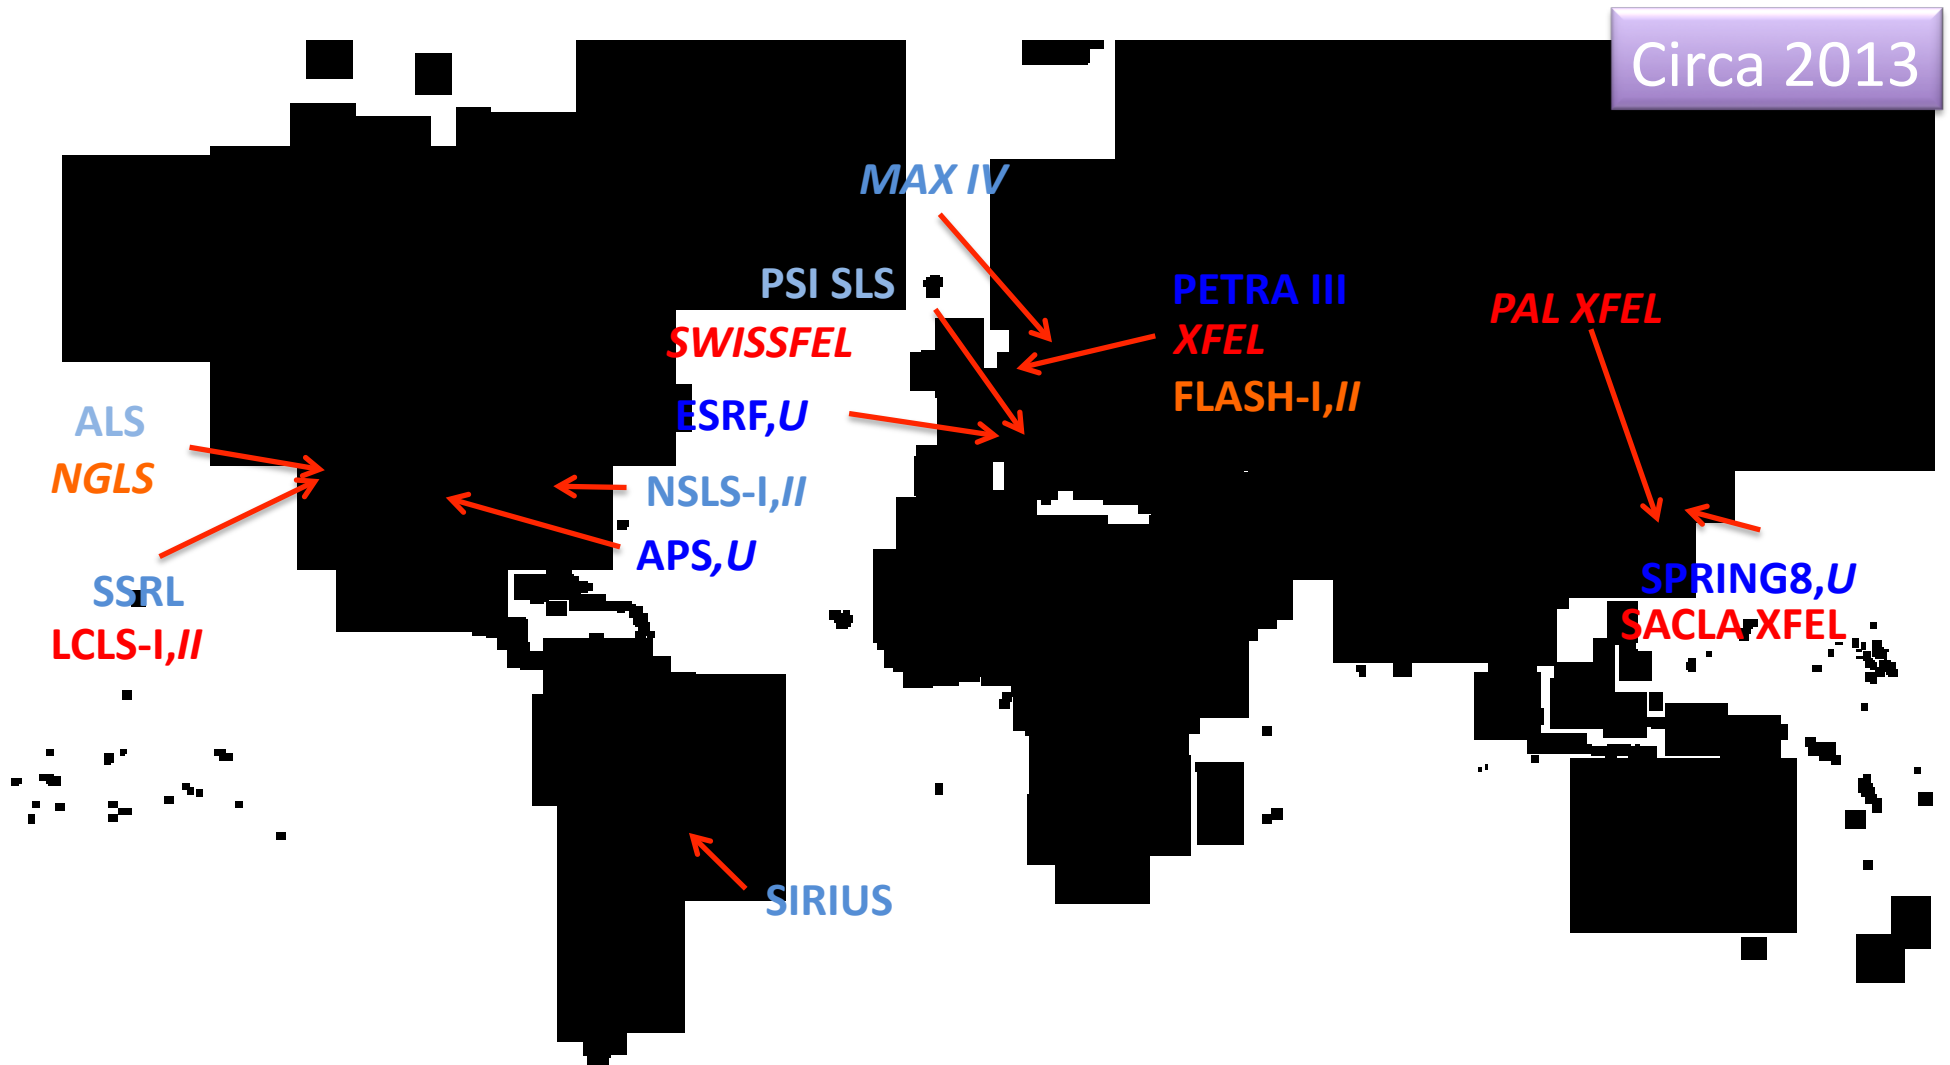 Circa 2013
MAX IV
PSI SLS
SWISSFEL
PETRA III
XFEL
FLASH-I,II
PAL XFEL
ESRF,U
ALS
NGLS
NSLS-I,II
APS,U
SSRL
LCLS-I,II
SPRING8,U
SACLA XFEL
SIRIUS